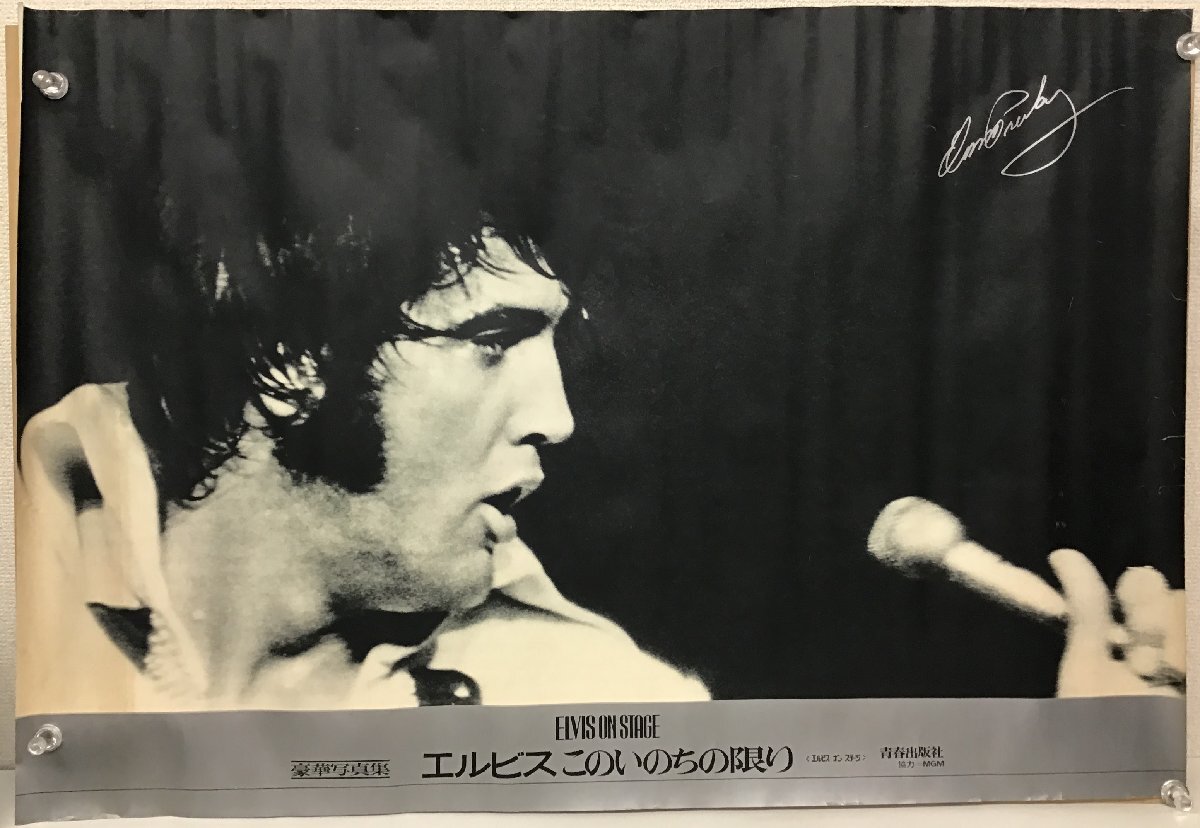 Elvis Presley
ELVIS ON STAGE
豪華写真集 エルビスこのいのちの限り 〈エルビス オン ステージ〉 青春出版社
協力=MGM